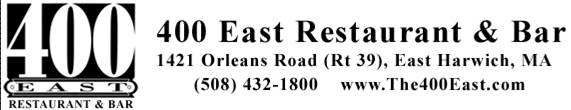 400
EAST
RESTAURANT & BAR
400 East Restaurant & Bar
1421 Orleans Road (Rt 39), East Harwich, MA
(508) 432-1800 www.The400East.com